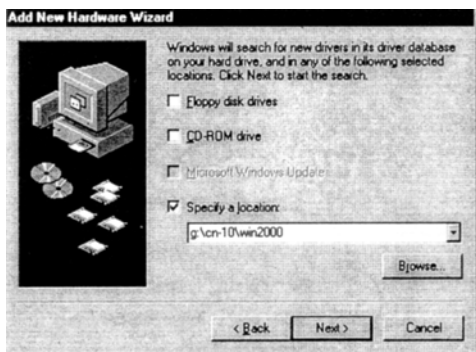 Add New Hardware Wizard
Windows will search for new drivers in its driver database
on your hard drive, and in any of the following selected
locations. Click Next to start the search.
Floppy disk drives
CD-ROM drive
Microsoft Windows Update
Specify a location:
g:\cn-10\win2000
Browse...
< Back
Next >
Cancel